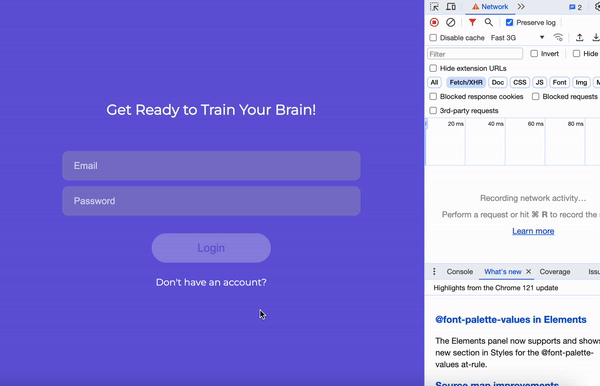 Get Ready to Train Your Brain!
Email
Password
Login
Don't have an account?
Network
2
Preserve log
Disable cache
Fast 3G
Filter
Invert
Hide
Hide extension URLs
All
Fetch/XHR
Doc
CSS
JS
Font
Img
M
Blocked response cookies
Blocked requests
3rd-party requests
20 ms
40 ms
60 ms
80 ms
Recording network activity…
Perform a request or hit ⌘ R to record the
Learn more
Console
What's new
Coverage
Issu
Highlights from the Chrome 121 update
@font-palette-values in Elements
The Elements panel now supports and shows
new section in Styles for the @font-palette-
values at-rule.
Source map improvements